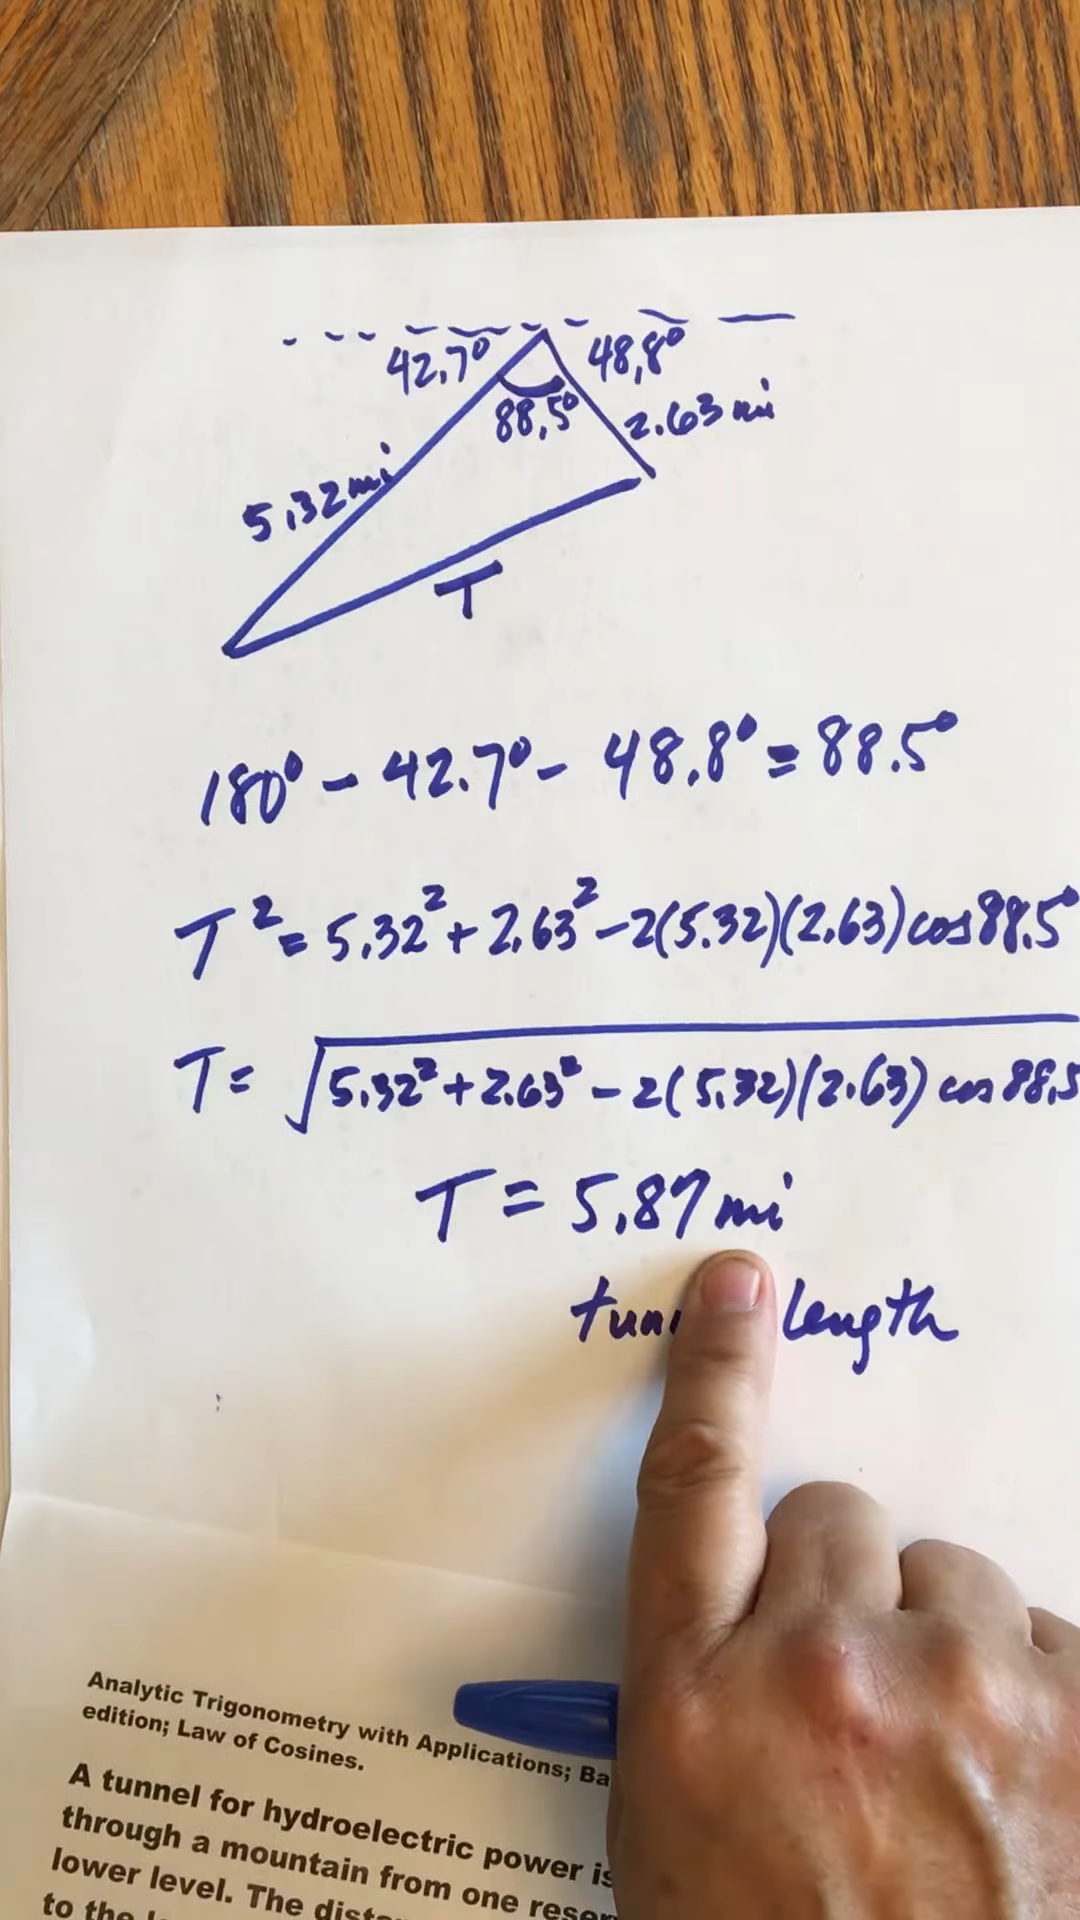 42.7° 48.8°
88.5° 2.63 mi
5.32 mi
T
180° - 42.7° - 48.8° = 88.5°
T² = 5.32² + 2.63² - 2(5.32)(2.63) cos 88.5°
T = √5.32² + 2.63² - 2(5.32)(2.63) cos 88.5
T = 5.87 mi
length
Analytic Trigonometry with Applications;
edition; Law of Cosines.
A tunnel for hydroelectric power is
through a mountain from one
lower level. The
to the